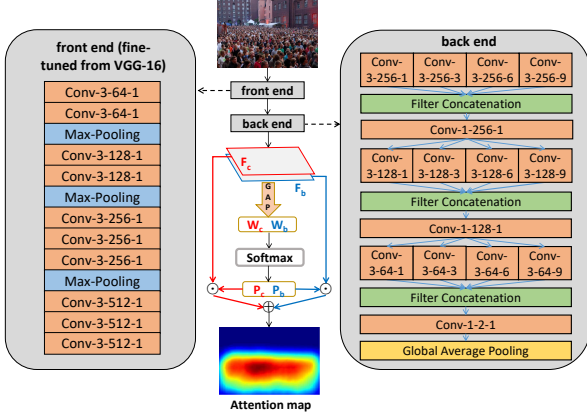 front end (fine-
tuned from VGG-16)
Conv-3-64-1
Conv-3-64-1
Max-Pooling
Conv-3-128-1
Conv-3-128-1
Max-Pooling
Conv-3-256-1
Conv-3-256-1
Conv-3-256-1
Max-Pooling
Conv-3-512-1
Conv-3-512-1
Conv-3-512-1
front end
back end
F_c
F_b
GAP
W_c W_b
Softmax
P_c P_b
Attention map
back end
Conv-3-256-1 Conv-3-256-3 Conv-3-256-6 Conv-3-256-9
Filter Concatenation
Conv-1-256-1
Conv-3-128-1 Conv-3-128-3 Conv-3-128-6 Conv-3-128-9
Filter Concatenation
Conv-1-128-1
Conv-3-64-1 Conv-3-64-3 Conv-3-64-6 Conv-3-64-9
Filter Concatenation
Conv-1-2-1
Global Average Pooling